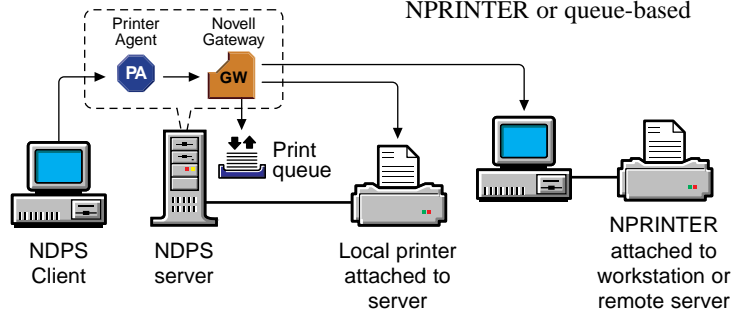 NPRINTER or queue-based
Printer
Agent
Novell
Gateway
PA
GW
Print
queue
NDPS
Client
NDPS
server
Local printer
attached to
server
NPRINTER
attached to
workstation or
remote server